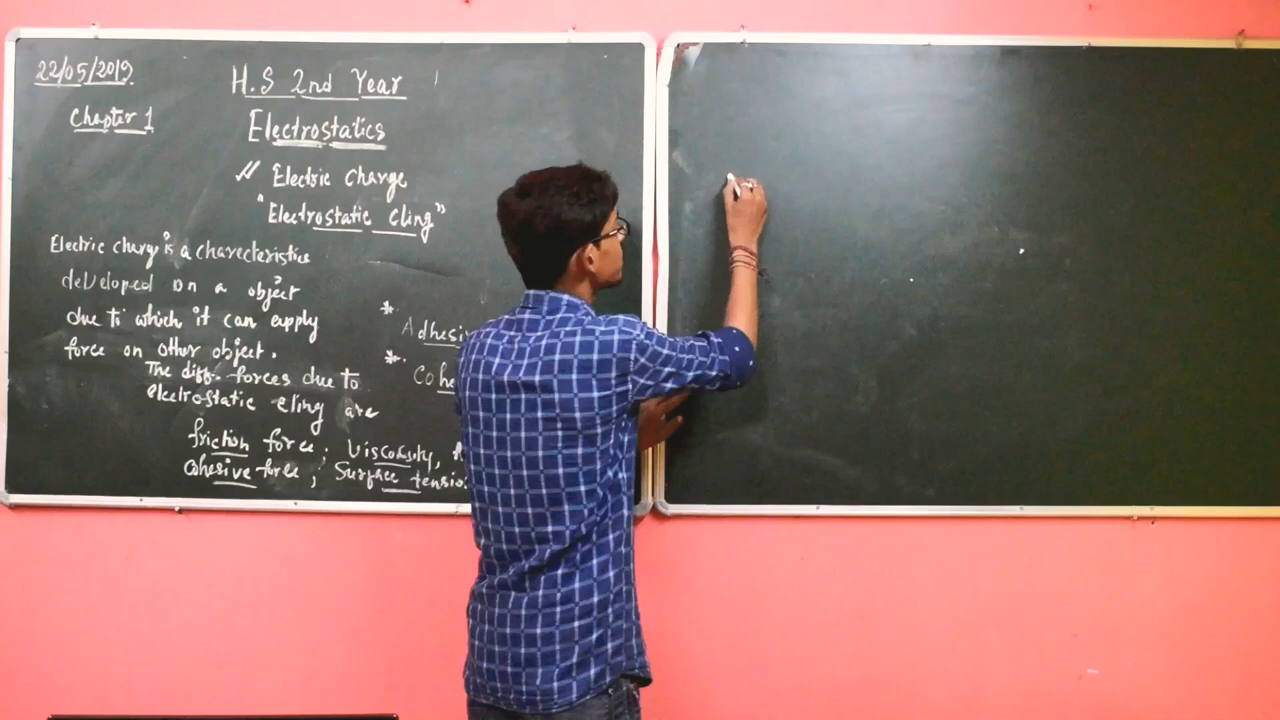 22/05/2019
H.S 2nd Year
Chapter 1
Electrostatics
Electric charge
"Electrostatic Cling"
Electric charge is a charecteristics
developed on a object
due to which it can apply
force on other object.
The diff. forces due to
electrostatic cling are
friction force, Viscosity,
Cohesive force, Surface tension
*
Adhesi
*
Cohe